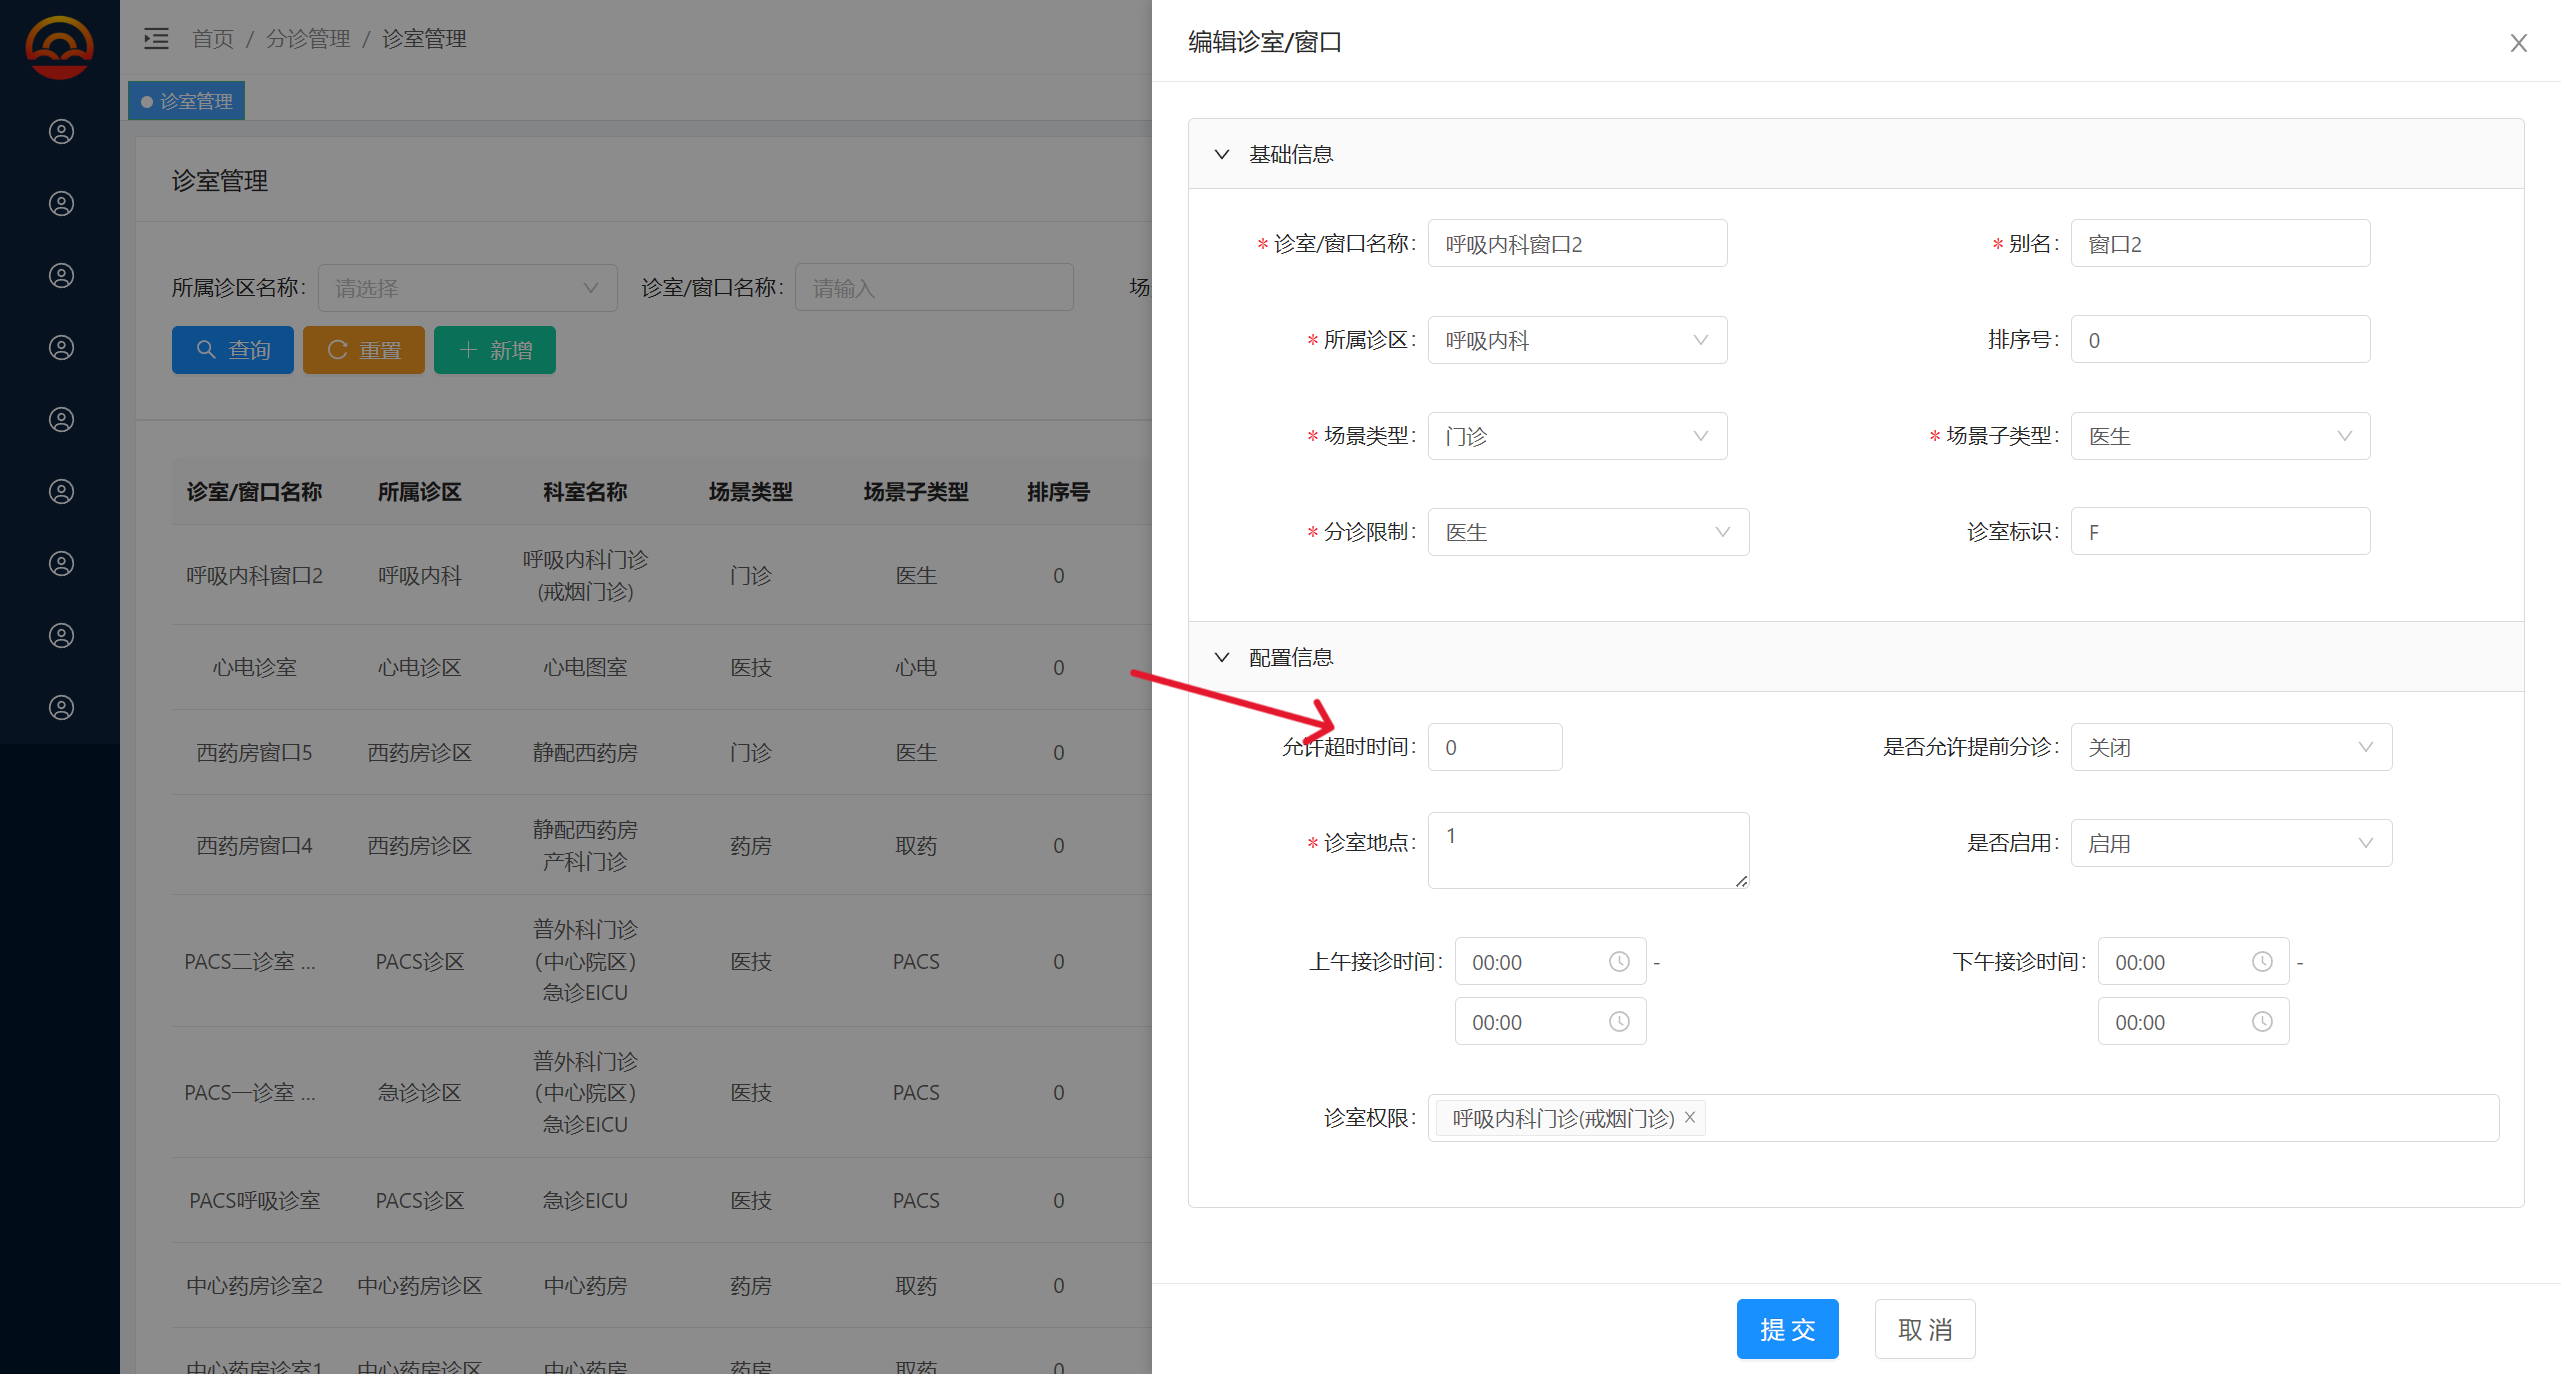 首页 / 分诊管理 / 诊室管理
诊室管理
诊室管理
所属诊区名称: 请选择 诊室/窗口名称: 请输入 场
查询 重置 新增
诊室/窗口名称 所属诊区 科室名称 场景类型 场景子类型 排序号
呼吸内科窗口2 呼吸内科 呼吸内科门诊 门诊 医生 0
(戒烟门诊)
心电诊室 心电诊区 心电图室 医技 心电 0
西药房窗口5 西药房诊区 静配西药房 门诊 医生 0
西药房窗口4 西药房诊区 静配西药房 药房 取药 0
产科门诊
PACS二诊室 ... PACS诊区 普外科门诊 医技 PACS 0
（中心院区）
急诊EICU
PACS一诊室 ... 急诊诊区 普外科门诊 医技 PACS 0
（中心院区）
急诊EICU
PACS呼吸诊室 PACS诊区 急诊EICU 医技 PACS 0
中心药房诊室2 中心药房诊区 中心药房 药房 取药 0
中心药房诊室1 中心药房诊区 中心药房 药房 取药 0
编辑诊室/窗口
基础信息
* 诊室/窗口名称: 呼吸内科窗口2 * 别名: 窗口2
* 所属诊区: 呼吸内科 排序号: 0
* 场景类型: 门诊 * 场景子类型: 医生
* 分诊限制: 医生 诊室标识: F
配置信息
允许超时时间: 0 是否允许提前分诊: 关闭
* 诊室地点: 1 是否启用: 启用
上午接诊时间: 00:00 - 下午接诊时间: 00:00 -
00:00 00:00
诊室权限: 呼吸内科门诊(戒烟门诊)
提交 取消